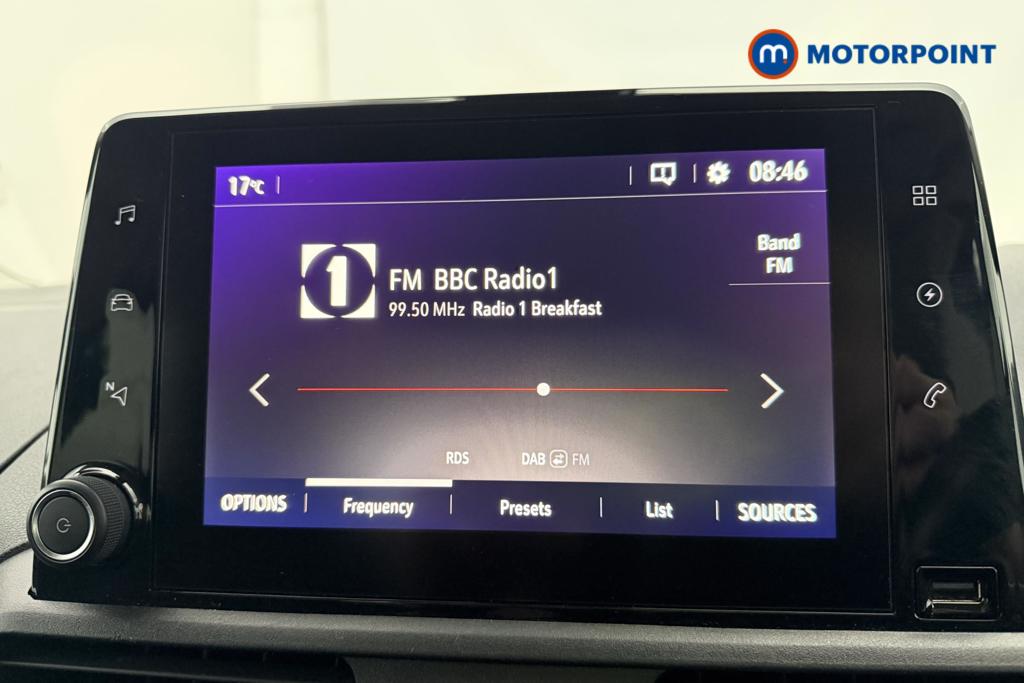 m MOTORPOINT
17°C
08:46
Band
FM
1
FM BBC Radio1
99.50 MHz Radio 1 Breakfast
N
RDS DAB FM
OPTIONS Frequency Presets List SOURCES